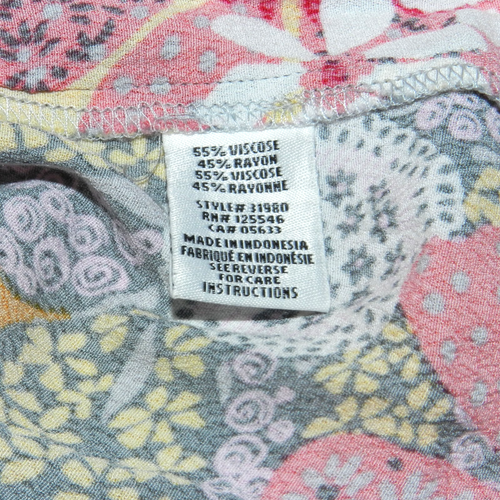 55% VISCOSE
45% RAYON
55% VISCOSE
45% RAYONNE
STYLE# 31980
RN# 125546
CA# 05633
MADE IN INDONESIA
FABRIQUÉ EN INDONÉSIE
SEE REVERSE
FOR CARE
INSTRUCTIONS